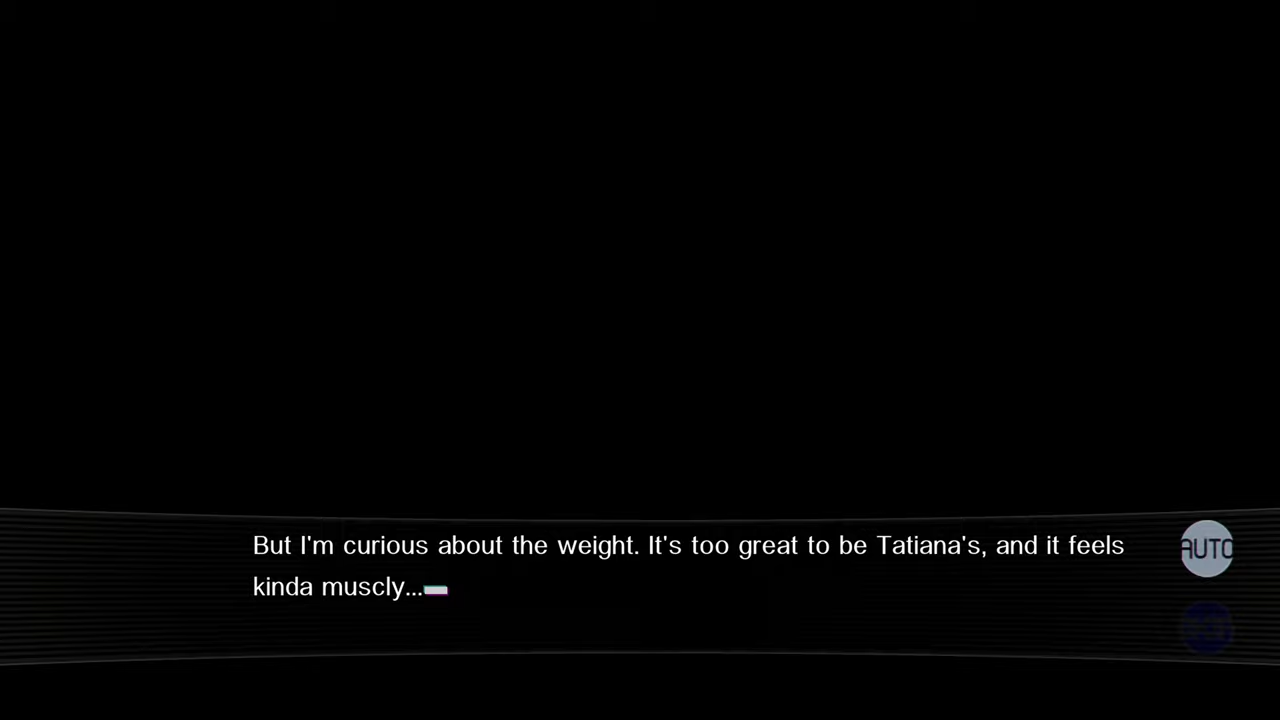 But I'm curious about the weight. It's too great to be Tatiana's, and it feels
kinda muscly...
AUTO